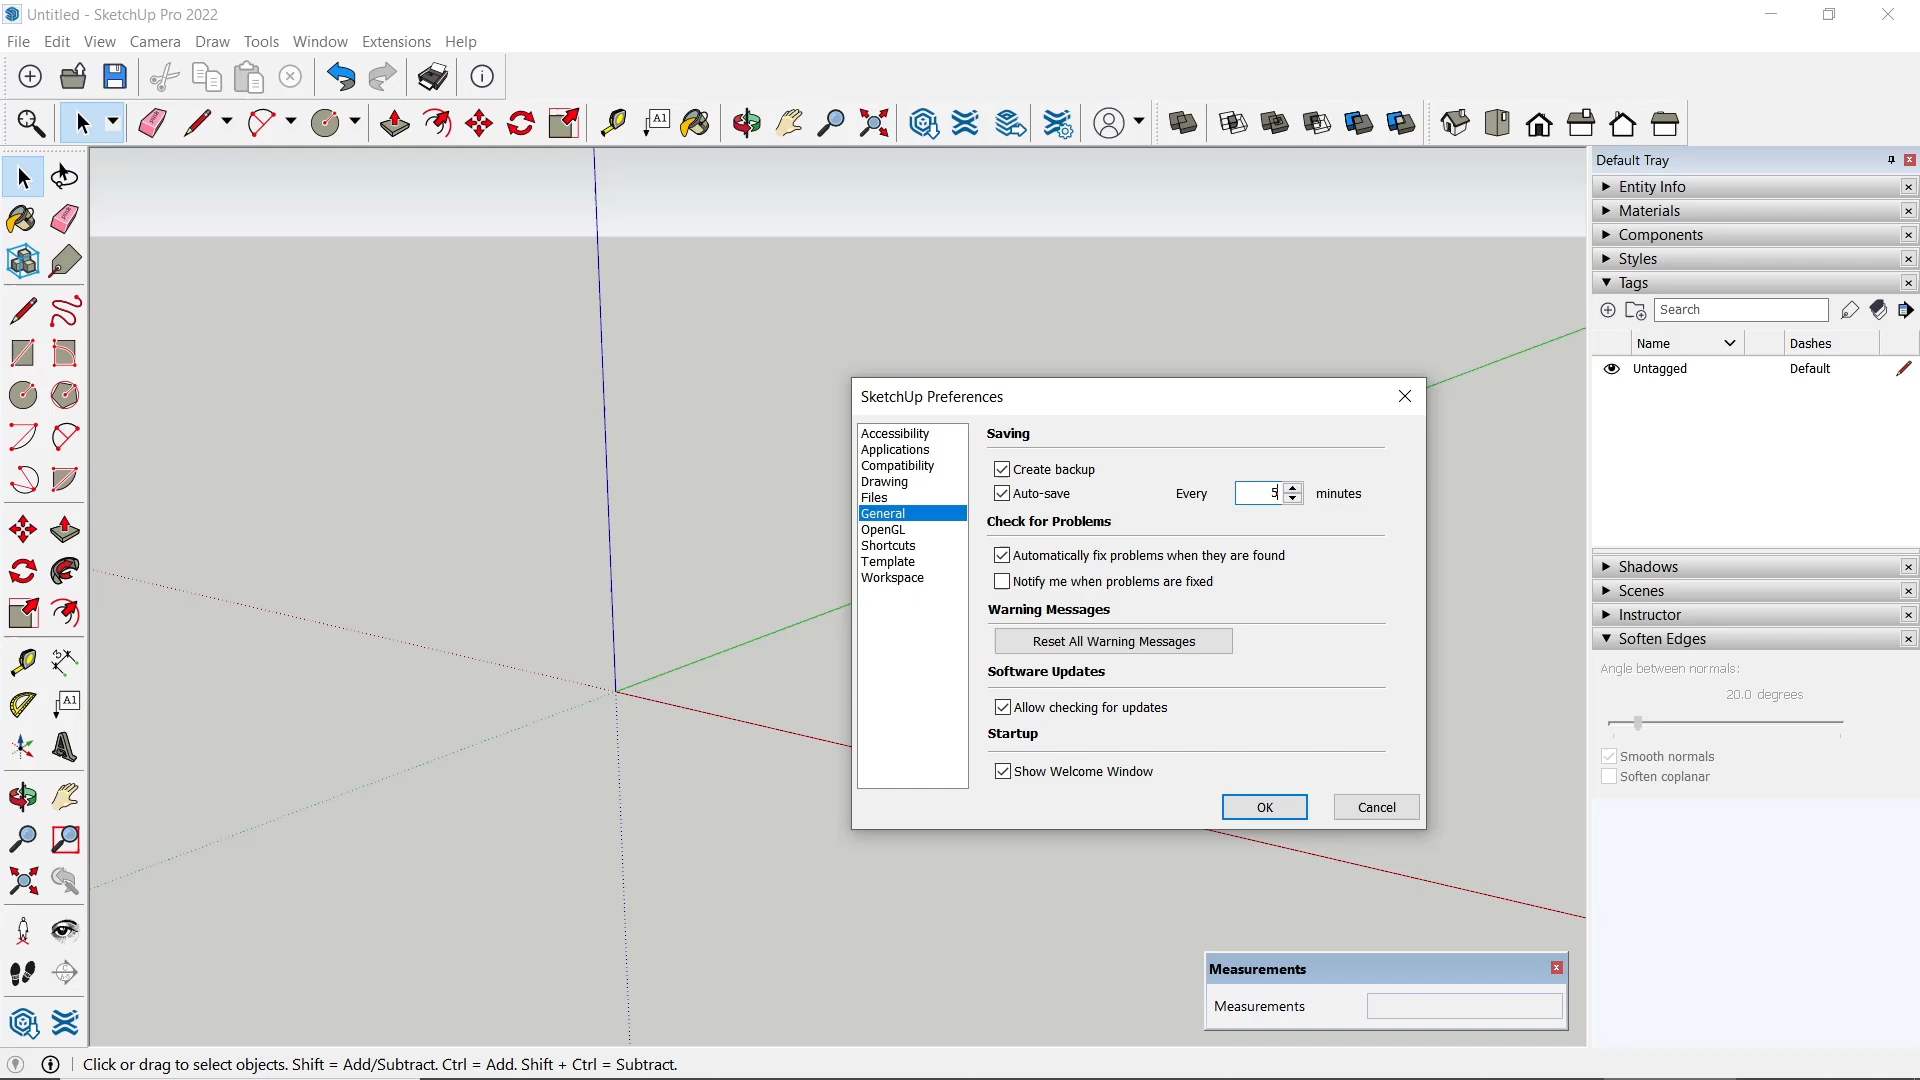 Untitled - SketchUp Pro 2022
File Edit View Camera Draw Tools Window Extensions Help
A1
Default Tray
Entity Info
Materials
Components
Styles
Tags
Search
Name Dashes
Untagged Default
SketchUp Preferences
Accessibility
Applications
Compatibility
Drawing
Files
General
OpenGL
Shortcuts
Template
Workspace
Saving
Create backup
Auto-save Every 5 minutes
Check for Problems
Automatically fix problems when they are found
Notify me when problems are fixed
Warning Messages
Reset All Warning Messages
Software Updates
Allow checking for updates
Startup
Show Welcome Window
OK Cancel
Shadows
Scenes
Instructor
Soften Edges
Angle between normals:
20.0 degrees
Smooth normals
Soften coplanar
A1
Measurements
Measurements
Click or drag to select objects. Shift = Add/Subtract. Ctrl = Add. Shift + Ctrl = Subtract.